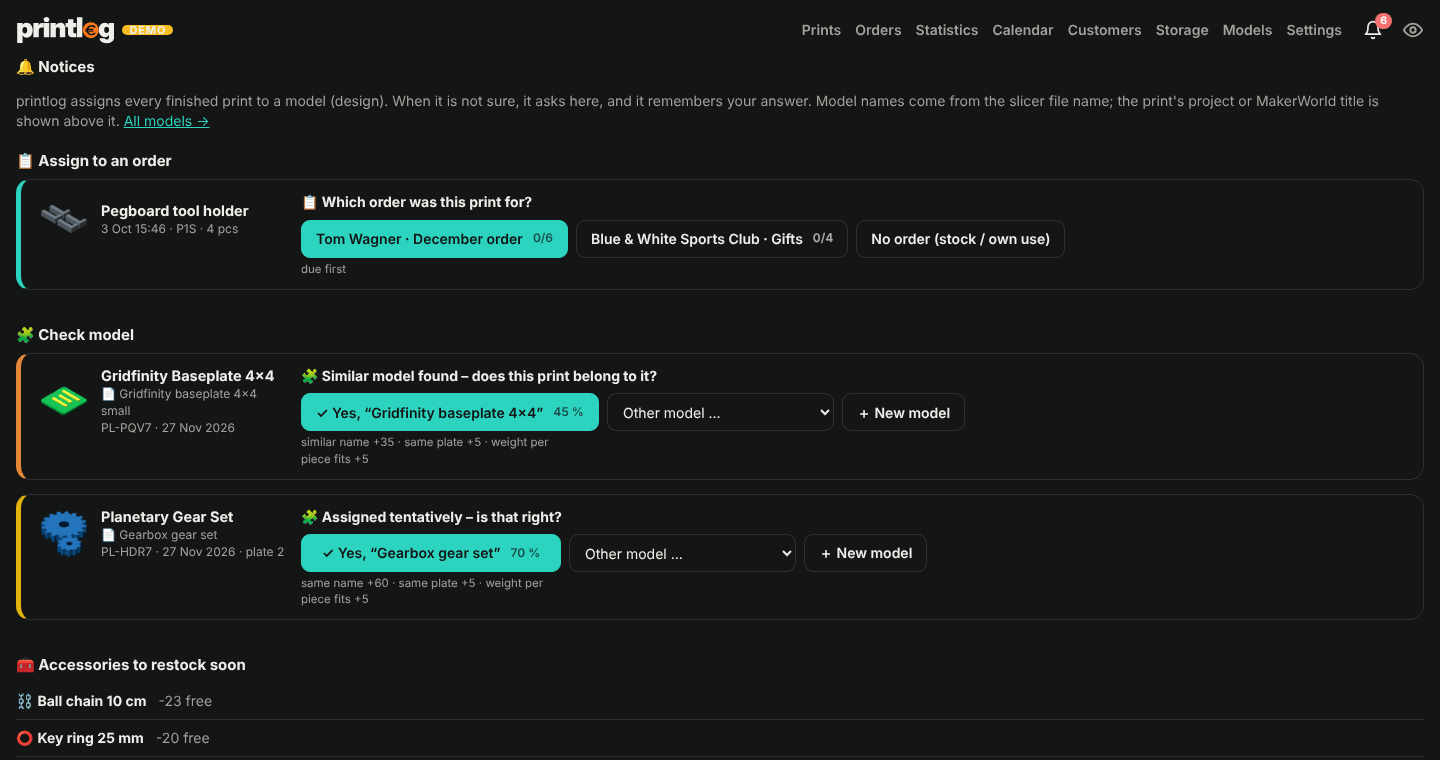 printlog DEMO
Prints Orders Statistics Calendar Customers Storage Models Settings 6
🔔 Notices
printlog assigns every finished print to a model (design). When it is not sure, it asks here, and it remembers your answer. Model names come from the slicer file name; the print's project or MakerWorld title is
shown above it. All models →
📋 Assign to an order
Pegboard tool holder
3 Oct 15:46 · P1S · 4 pcs
📋 Which order was this print for?
Tom Wagner · December order 0/6
Blue & White Sports Club · Gifts 0/4
No order (stock / own use)
due first
🧩 Check model
Gridfinity Baseplate 4×4
📄 Gridfinity baseplate 4×4
small
PL-PQV7 · 27 Nov 2026
🧩 Similar model found – does this print belong to it?
✓ Yes, “Gridfinity baseplate 4×4” 45 %
Other model ...
+ New model
similar name +35 · same plate +5 · weight per
piece fits +5
Planetary Gear Set
📄 Gearbox gear set
PL-HDR7 · 27 Nov 2026 · plate 2
🧩 Assigned tentatively – is that right?
✓ Yes, “Gearbox gear set” 70 %
Other model ...
+ New model
same name +60 · same plate +5 · weight per
piece fits +5
🧰 Accessories to restock soon
⛓️ Ball chain 10 cm -23 free
⭕ Key ring 25 mm -20 free